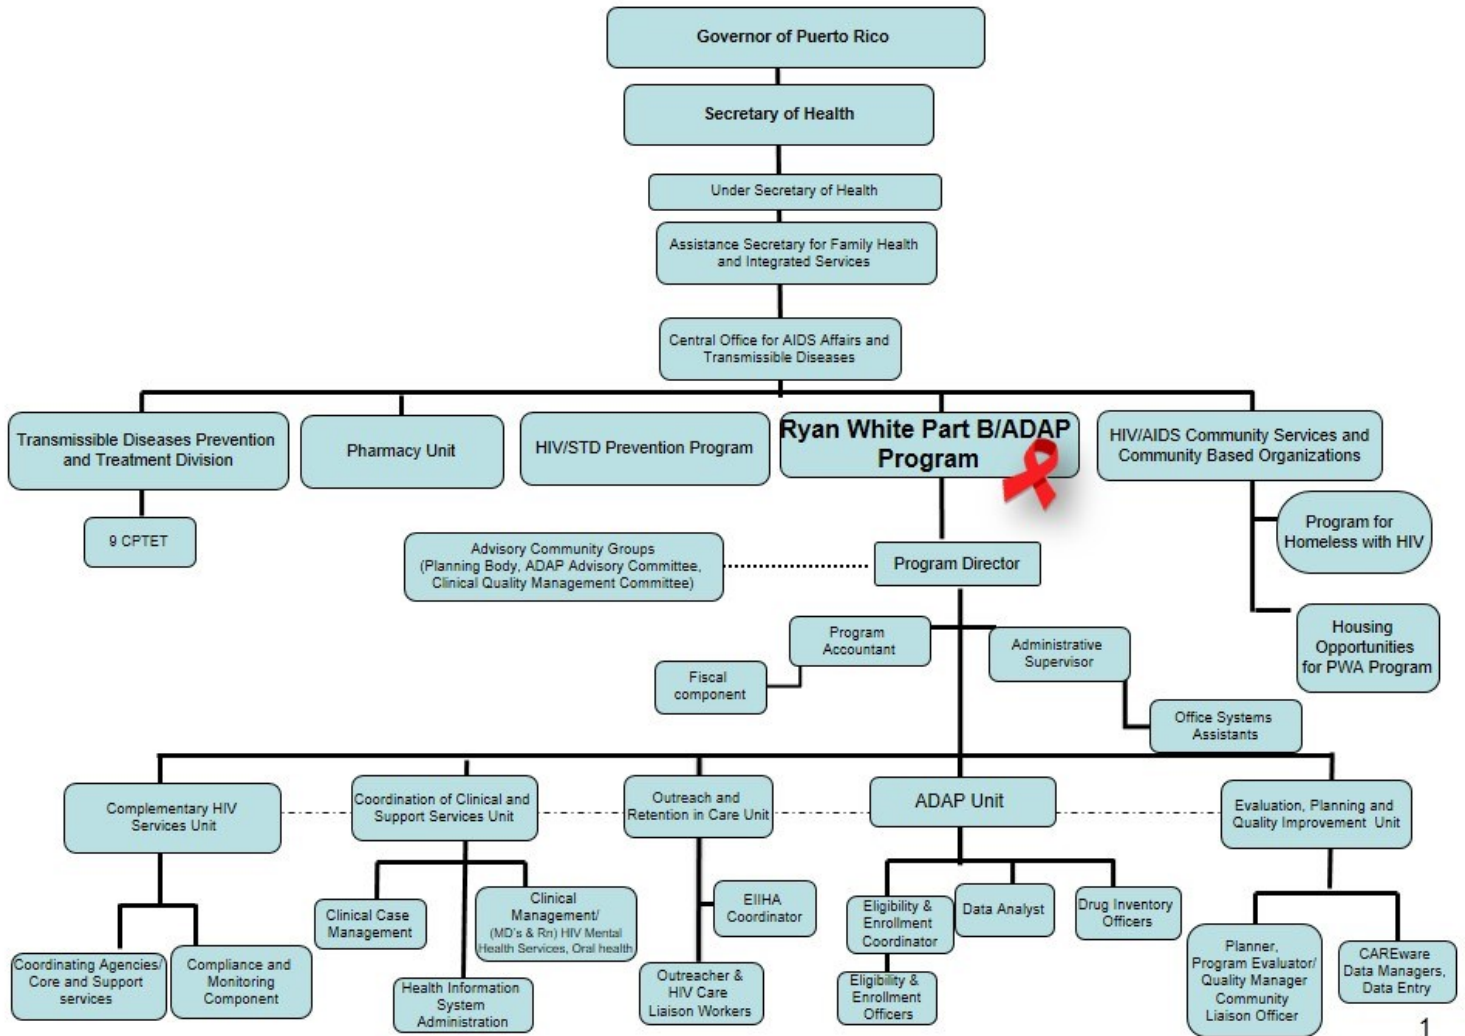 Governor of Puerto Rico
Secretary of Health
Under Secretary of Health
Assistance Secretary for Family Health
and Integrated Services
Central Office for AIDS Affairs and
Transmissible Diseases
Transmissible Diseases Prevention
and Treatment Division
Pharmacy Unit
HIV/STD Prevention Program
Ryan White Part B/ADAP
Program
HIV/AIDS Community Services and
Community Based Organizations
9 CPTET
Program for
Homeless with HIV
Housing
Opportunities
for PWA Program
Advisory Community Groups
(Planning Body, ADAP Advisory Committee,
Clinical Quality Management Committee)
Program Director
Program
Accountant
Administrative
Supervisor
Fiscal
component
Office Systems
Assistants
Complementary HIV
Services Unit
Coordination of Clinical and
Support Services Unit
Outreach and
Retention in Care Unit
ADAP Unit
Evaluation, Planning and
Quality Improvement Unit
Coordinating Agencies/
Core and Support
services
Compliance and
Monitoring
Component
Clinical Case
Management
Health Information
System
Administration
Clinical
Management/
(MD's & Rn) HIV Mental
Health Services, Oral health
EIIHA
Coordinator
Outreacher &
HIV Care
Liaison Workers
Eligibility &
Enrollment
Coordinator
Eligibility &
Enrollment
Officers
Data Analyst
Drug Inventory
Officers
Planner,
Program Evaluator/
Quality Manager
Community
Liaison Officer
CAREware
Data Managers,
Data Entry
1